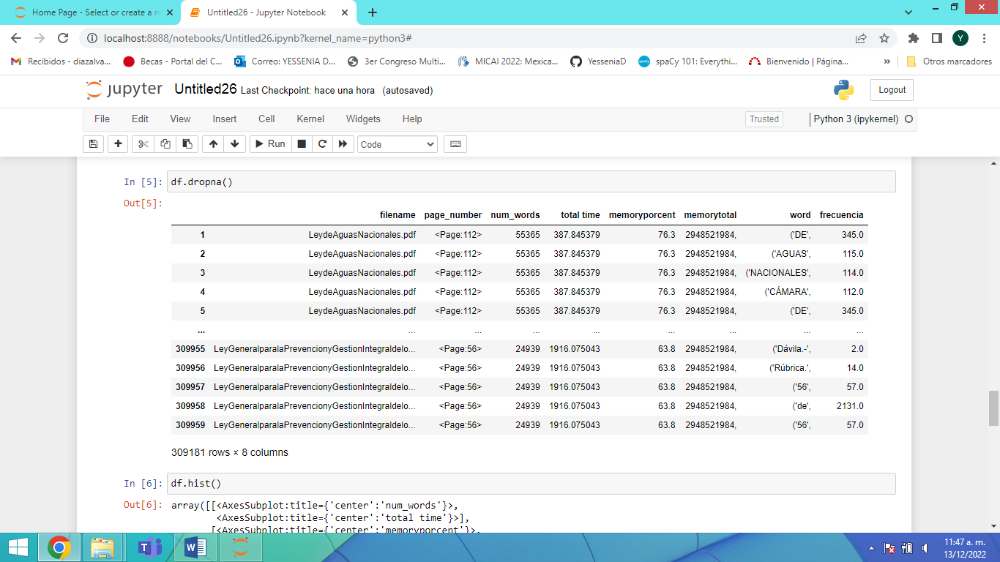 Home Page - Select or create a n
Untitled26 - Jupyter Notebook
localhost:8888/notebooks/Untitled26.ipynb?kernel_name=python3#
Y
Recibidos - diazalva...
Becas - Portal del C...
Correo: YESSENIA D...
3er Congreso Multi...
MICAI 2022: Mexica...
YesseniaD
spaCy 101: Everythi...
Bienvenido | Página...
»
Otros marcadores
jupyter Untitled26 Last Checkpoint: hace una hora (autosaved)
Logout
File Edit View Insert Cell Kernel Widgets Help
Trusted
Python 3 (ipykernel)
Run
Code
In [5]: df.dropna()
Out[5]:
filename page_number num_words total time memoryporcent memorytotal word frecuencia
1 LeydeAguasNacionales.pdf <Page:112> 55365 387.845379 76.3 2948521984, ('DE', 345.0
2 LeydeAguasNacionales.pdf <Page:112> 55365 387.845379 76.3 2948521984, ('AGUAS', 115.0
3 LeydeAguasNacionales.pdf <Page:112> 55365 387.845379 76.3 2948521984, ('NACIONALES', 114.0
4 LeydeAguasNacionales.pdf <Page:112> 55365 387.845379 76.3 2948521984, ('CÁMARA', 112.0
5 LeydeAguasNacionales.pdf <Page:112> 55365 387.845379 76.3 2948521984, ('DE', 345.0
... ... ... ... ... ... ... ... ...
309955 LeyGeneralparalaPrevencionyGestionIntegraldelo... <Page:56> 24939 1916.075043 63.8 2948521984, ('Dávila.-', 2.0
309956 LeyGeneralparalaPrevencionyGestionIntegraldelo... <Page:56> 24939 1916.075043 63.8 2948521984, ('Rúbrica.', 14.0
309957 LeyGeneralparalaPrevencionyGestionIntegraldelo... <Page:56> 24939 1916.075043 63.8 2948521984, ('56', 57.0
309958 LeyGeneralparalaPrevencionyGestionIntegraldelo... <Page:56> 24939 1916.075043 63.8 2948521984, ('de', 2131.0
309959 LeyGeneralparalaPrevencionyGestionIntegraldelo... <Page:56> 24939 1916.075043 63.8 2948521984, ('56', 57.0
309181 rows × 8 columns
In [6]: df.hist()
Out[6]: array([[<AxesSubplot:title={'center':'num_words'}>,
<AxesSubplot:title={'center':'total time'}>],
[<AxesSubplot:title={'center':'memoryporcent'}>,
11:47 a. m.
13/12/2022